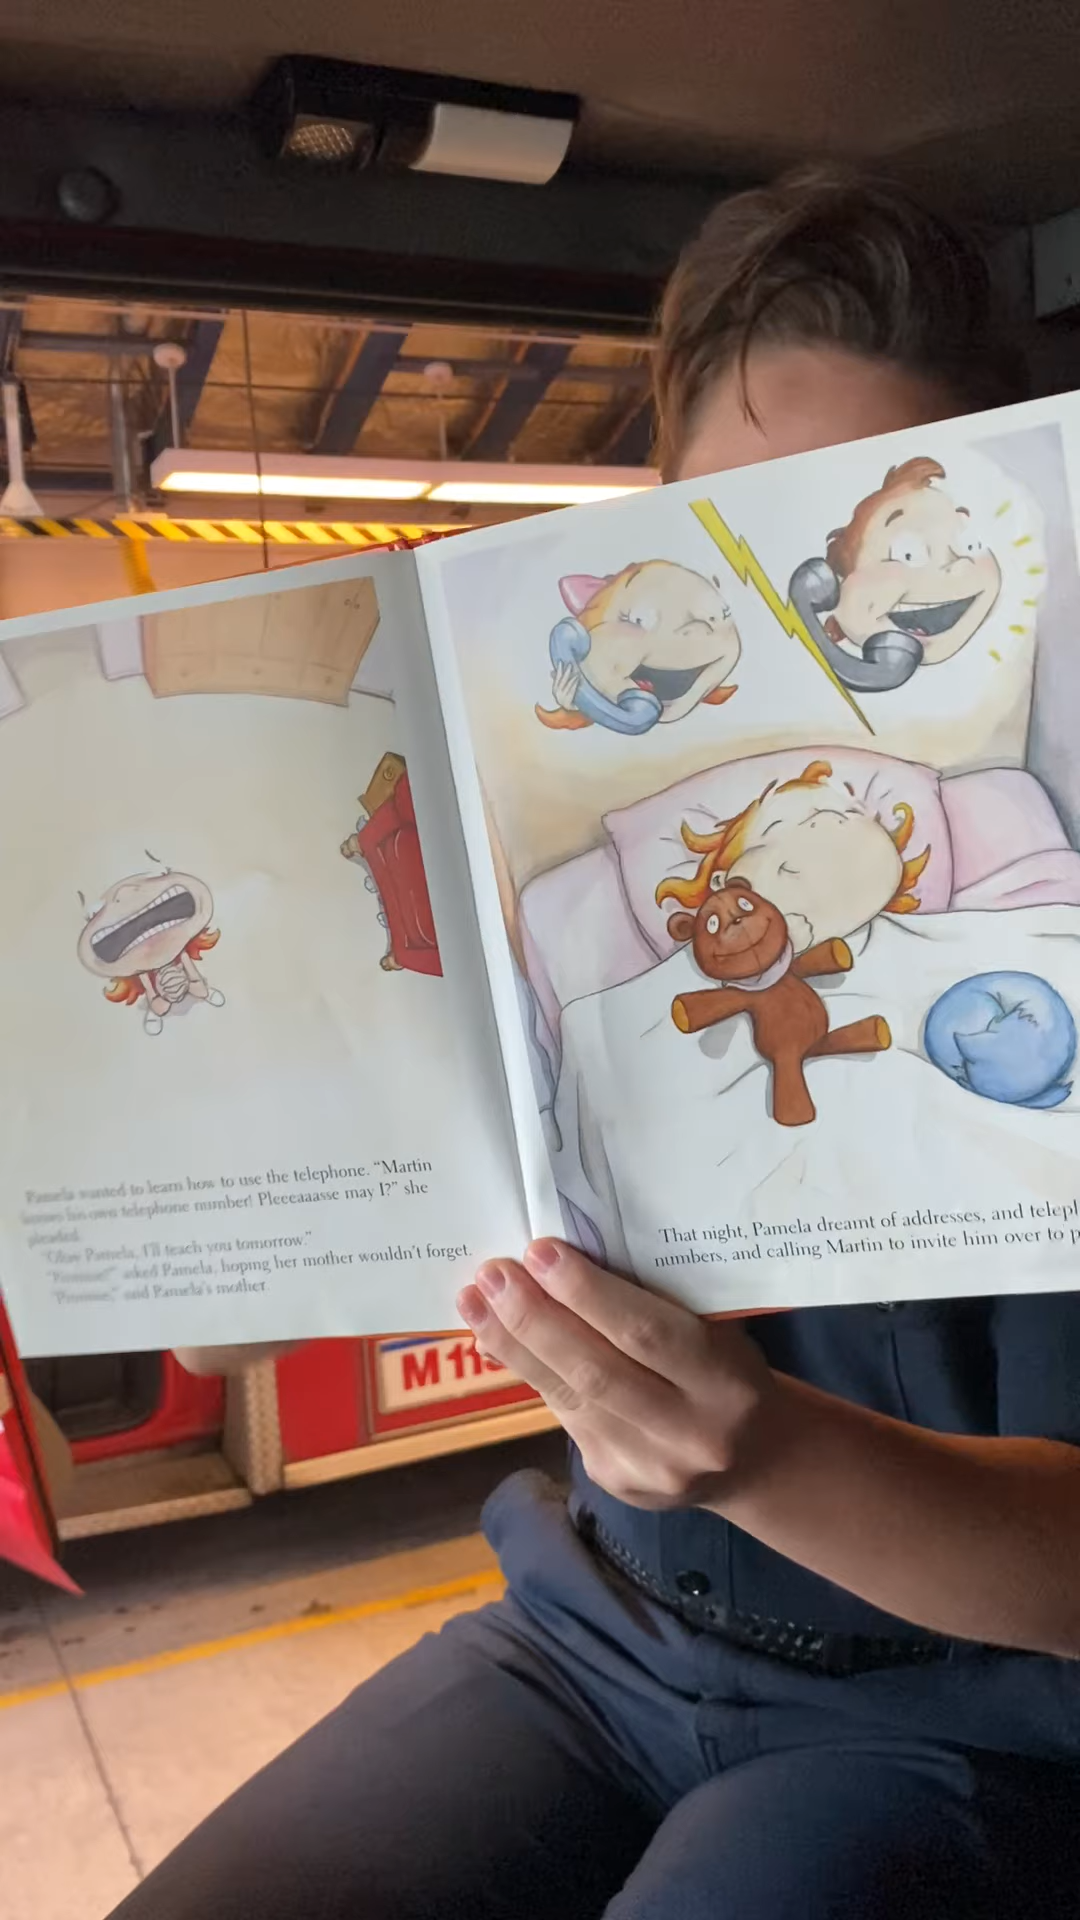 Pamela wanted to learn how to use the telephone. “Martin
knows his own telephone number! Pleeeaaasse may I?” she
pleaded.
“Okay Pamela, I’ll teach you tomorrow.”
“Promise?” asked Pamela, hoping her mother wouldn’t forget.
“Promise,” said Pamela’s mother.
That night, Pamela dreamt of addresses, and
numbers, and calling Martin to invite him over to
M 11